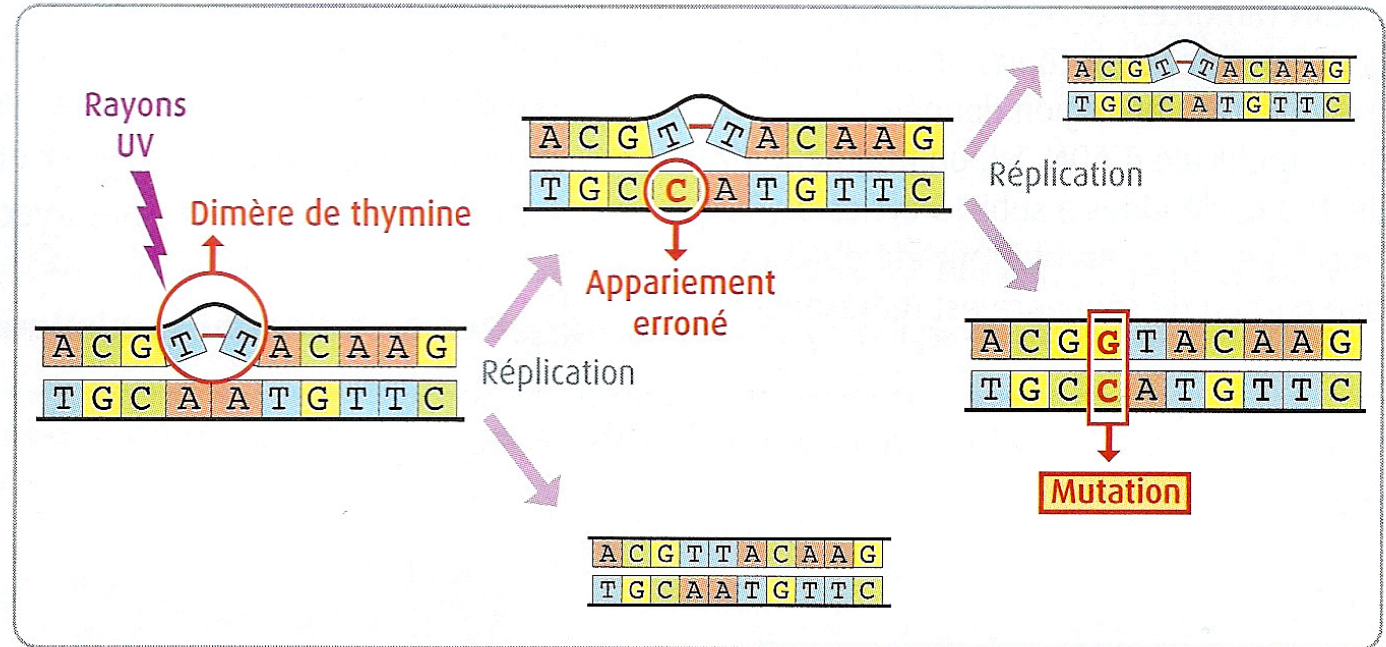 Rayons
UV
Dimère de thymine
ACGTTACAAG
TGCAATGTTC
Réplication
ACGTTACAAG
TGCCATGTTC
Appariement
erroné
ACGTTACAAG
TGCAATGTTC
Réplication
ACGTTACAAG
TGCCATGTTC
ACGGTACAAG
TGCCATGTTC
Mutation